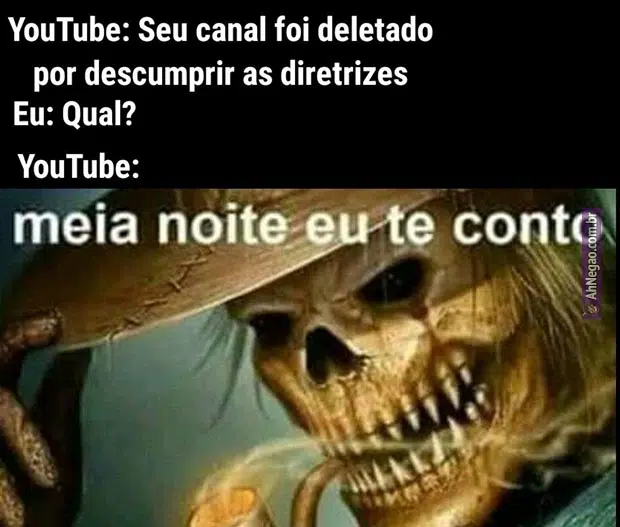 YouTube: Seu canal foi deletado
por descumprir as diretrizes
Eu: Qual?
YouTube:
meia noite eu te conto
AhNegao.com.br